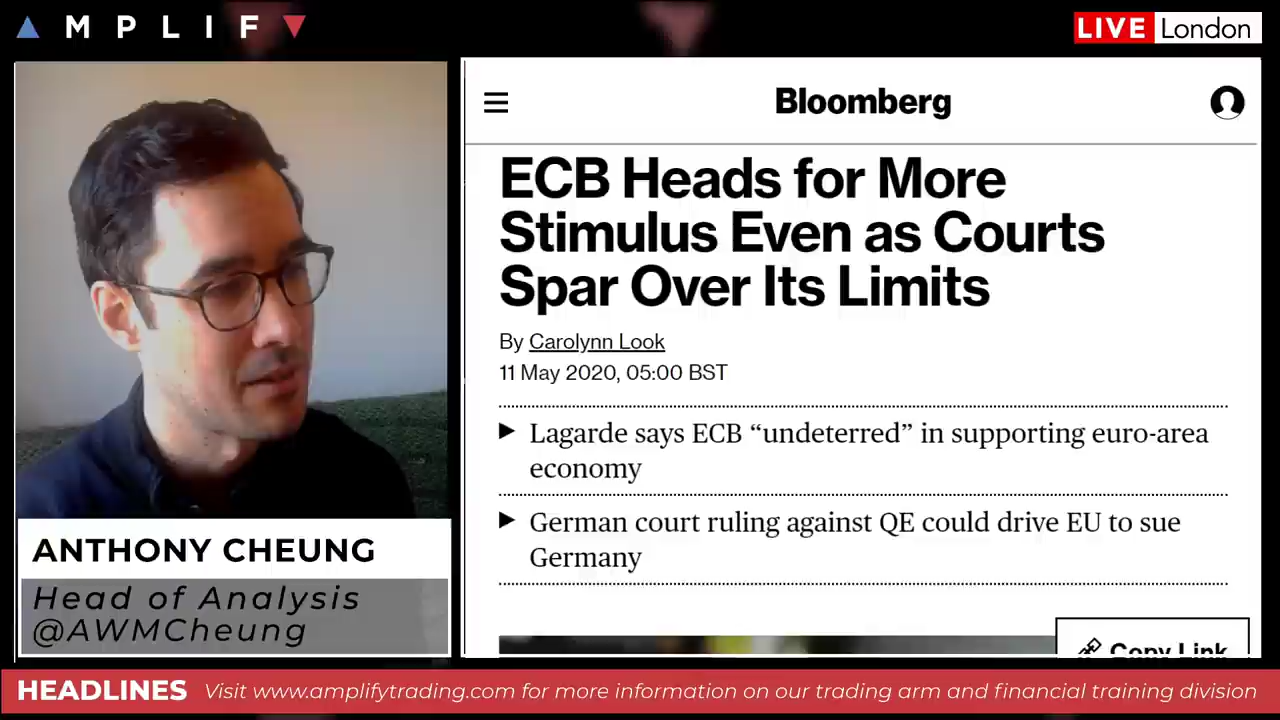 AMPLIFY
LIVE London
Bloomberg
ECB Heads for More
Stimulus Even as Courts
Spar Over Its Limits
By Carolynn Look
11 May 2020, 05:00 BST
Lagarde says ECB “undeterred” in supporting euro-area
economy
German court ruling against QE could drive EU to sue
Germany
Copy Link
ANTHONY CHEUNG
Head of Analysis
@AWMCheung
HEADLINES Visit www.amplifytrading.com for more information on our trading arm and financial training division